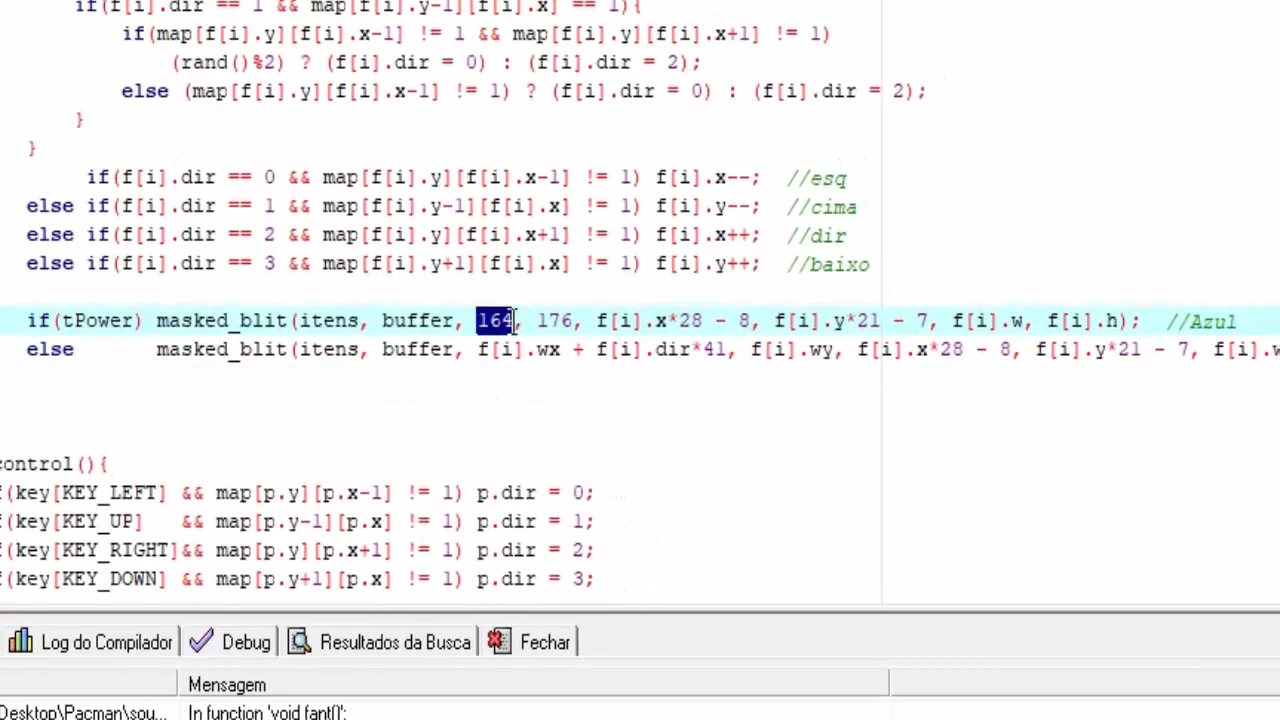 if(f[i].dir == 1 && map[f[i].y-1][f[i].x] == 1){
if(map[f[i].y][f[i].x-1] != 1 && map[f[i].y][f[i].x+1] != 1)
(rand()%2) ? (f[i].dir = 0) : (f[i].dir = 2);
else (map[f[i].y][f[i].x-1] != 1) ? (f[i].dir = 0) : (f[i].dir = 2);
}
}
if(f[i].dir == 0 && map[f[i].y][f[i].x-1] != 1) f[i].x--; //esq
else if(f[i].dir == 1 && map[f[i].y-1][f[i].x] != 1) f[i].y--; //cima
else if(f[i].dir == 2 && map[f[i].y][f[i].x+1] != 1) f[i].x++; //dir
else if(f[i].dir == 3 && map[f[i].y+1][f[i].x] != 1) f[i].y++; //baixo
if(tPower) masked_blit(itens, buffer, 164, 176, f[i].x*28 - 8, f[i].y*21 - 7, f[i].w, f[i].h); //Azul
else masked_blit(itens, buffer, f[i].wx + f[i].dir*41, f[i].wy, f[i].x*28 - 8, f[i].y*21 - 7, f[i].w
control(){
f(key[KEY_LEFT] && map[p.y][p.x-1] != 1) p.dir = 0;
f(key[KEY_UP] && map[p.y-1][p.x] != 1) p.dir = 1;
f(key[KEY_RIGHT]&& map[p.y][p.x+1] != 1) p.dir = 2;
f(key[KEY_DOWN] && map[p.y+1][p.x] != 1) p.dir = 3;
Log do Compilador Debug Resultados da Busca Fechar
Mensagem
Desktop\Pacman\sou... In function 'void fant()':